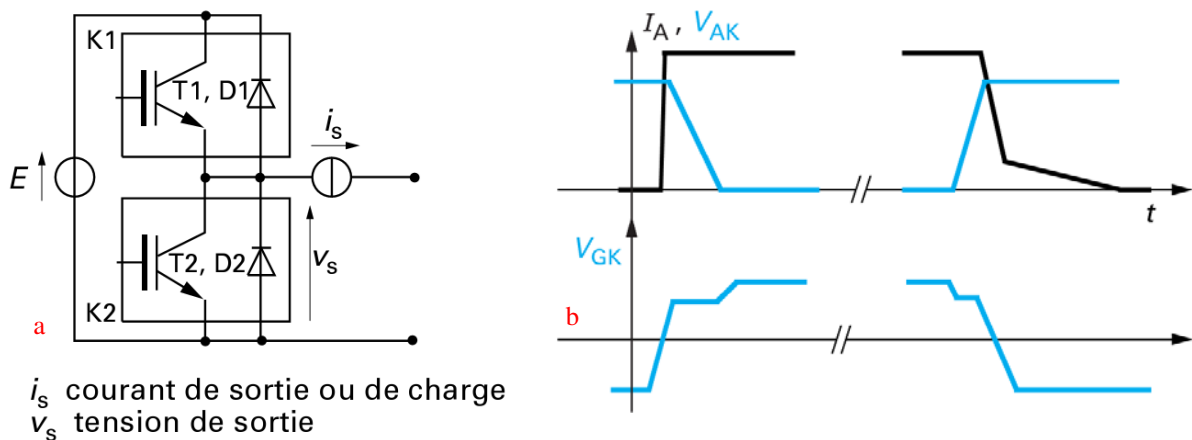 K1
T1, D1
i_s
E
T2, D2
v_s
K2
a
i_s courant de sortie ou de charge
v_s tension de sortie
I_A , V_AK
t
V_GK
b